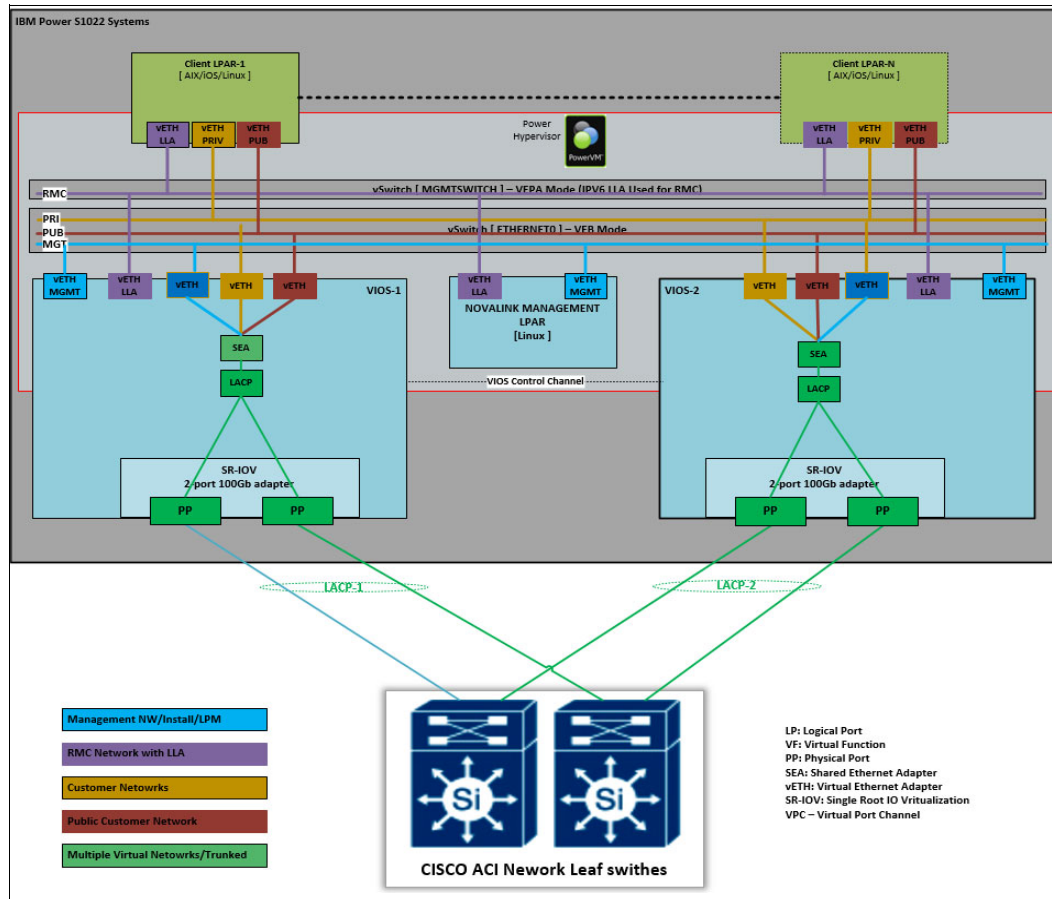 IBM Power S1022 Systems
Client LPAR-1
[ AIX/iOS/Linux ]
Client LPAR-N
[ AIX/iOS/Linux ]
vETH
LLA
vETH
PRIV
vETH
PUB
Power
Hypervisor
PowerVM
vETH
LLA
vETH
PRIV
vETH
PUB
RMC
vSwitch [ MGMTSWITCH ] – VEPA Mode (IPV6 LLA Used for RMC)
PRI
PUB
vSwitch [ ETHERNET0 ] – VEB Mode
MGT
vETH
MGMT
vETH
LLA
vETH
vETH
vETH
VIOS-1
vETH
LLA
vETH
MGMT
VIOS-2
vETH
vETH
vETH
vETH
LLA
vETH
MGMT
NOVALINK MANAGEMENT
LPAR
[Linux ]
SEA
LACP
VIOS Control Channel
SEA
LACP
SR-IOV
2-port 100Gb adapter
PP
PP
SR-IOV
2-port 100Gb adapter
PP
PP
LACP-1
LACP-2
Si
Si
CISCO ACI Nework Leaf swithes
Management NW/Install/LPM
RMC Network with LLA
Customer Netowrks
Public Customer Network
Multiple Virtual Netowrks/Trunked
LP: Logical Port
VF: Virtual Function
PP: Physical Port
SEA: Shared Ethernet Adapter
vETH: Virtual Ethernet Adapter
SR-IOV: Single Root IO Vritualization
VPC – Virtual Port Channel